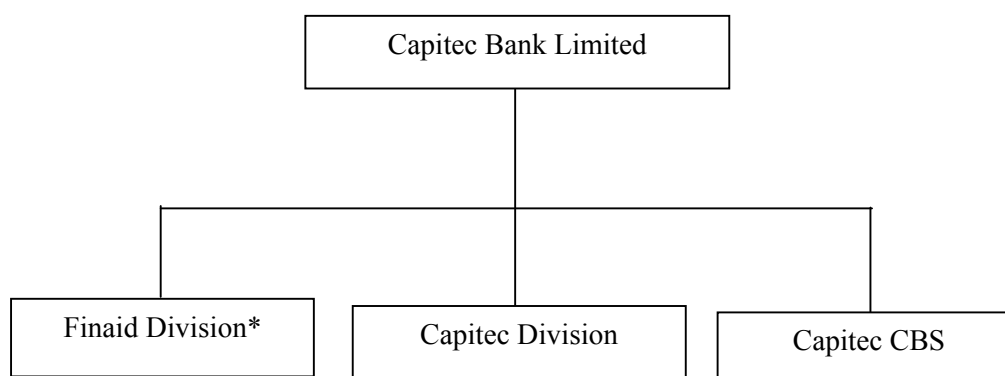 Capitec Bank Limited
Finaid Division*
Capitec Division
Capitec CBS